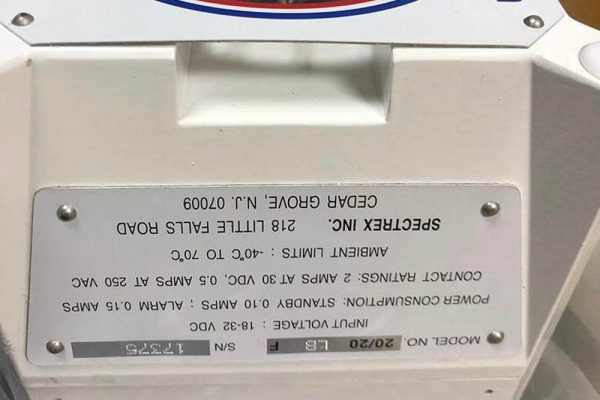 MODEL NO. 20/20 LB F S/N 17375
INPUT VOLTAGE : 18-32 VDC
POWER CONSUMPTION: STANDBY 0.10 AMPS ; ALARM 0.15 AMPS
CONTACT RATINGS: 2 AMPS AT 30 VDC, 0.5 AMPS AT 250 VAC
AMBIENT LIMITS : -40°C TO 70°C
SPECTREX INC. 218 LITTLE FALLS ROAD
CEDAR GROVE, N.J. 07009